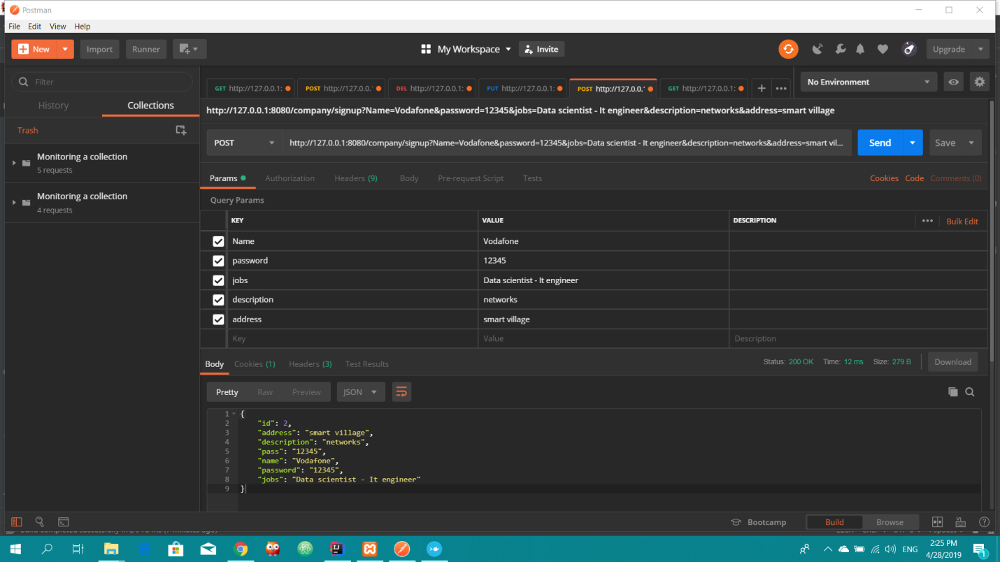 Postman
File Edit View Help
New Import Runner My Workspace Invite Upgrade
Filter
History Collections
Trash
Monitoring a collection
5 requests
Monitoring a collection
4 requests
GET http://127.0.0.1: POST http://127.0.0.' DEL http://127.0.0.1: PUT http://127.0.0.1: POST http://127.0.0.' GET http://127.0.0.1: No Environment
http://127.0.0.1:8080/company/signup?Name=Vodafone&password=12345&jobs=Data scientist - It engineer&description=networks&address=smart village
POST http://127.0.0.1:8080/company/signup?Name=Vodafone&password=12345&jobs=Data scientist - It engineer&description=networks&address=smart vil... Send Save
Params Authorization Headers (9) Body Pre-request Script Tests Cookies Code Comments (0)
Query Params
KEY VALUE DESCRIPTION Bulk Edit
Name Vodafone
password 12345
jobs Data scientist - It engineer
description networks
address smart village
Key Value Description
Body Cookies (1) Headers (3) Test Results Status: 200 OK Time: 12 ms Size: 279 B Download
Pretty Raw Preview JSON
1 {
2 "id": 2,
3 "address": "smart village",
4 "description": "networks",
5 "pass": "12345",
6 "name": "Vodafone",
7 "password": "12345",
8 "jobs": "Data scientist - It engineer"
9 }
Bootcamp Build Browse
ENG 2:25 PM
4/28/2019
1